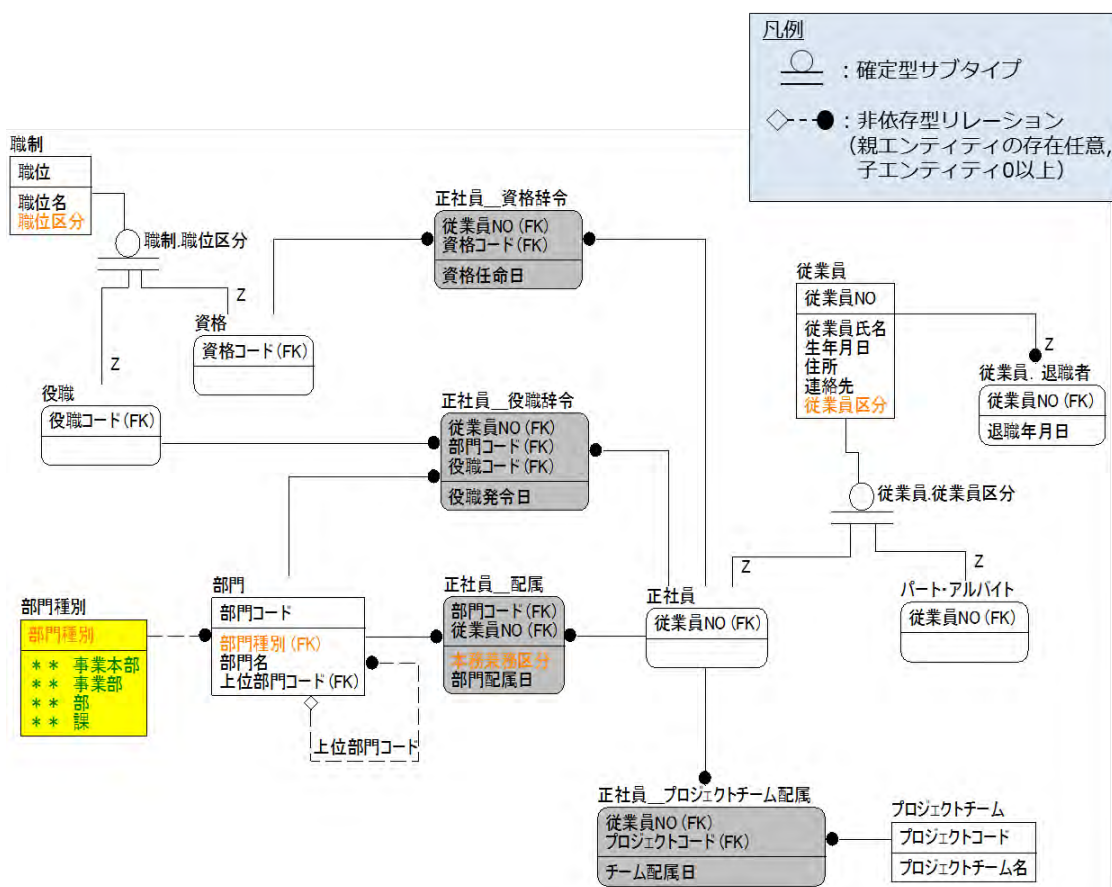 凡例
：確定型サブタイプ
：非依存型リレーション
（親エンティティの存在任意,
子エンティティ0以上）
職制
職位
職位名
職位区分
職制.職位区分
Z
Z
資格
資格コード(FK)
役職
役職コード(FK)
正社員__資格辞令
従業員NO (FK)
資格コード(FK)
資格任命日
正社員__役職辞令
従業員NO (FK)
部門コード(FK)
役職コード(FK)
役職発令日
従業員
従業員NO
従業員氏名
生年月日
住所
連絡先
従業員区分
Z
従業員．退職者
従業員NO (FK)
退職年月日
従業員.従業員区分
Z
Z
パート・アルバイト
従業員NO (FK)
正社員
従業員NO (FK)
部門種別
部門種別
＊＊ 事業本部
＊＊ 事業部
＊＊ 部
＊＊ 課
部門
部門コード
部門種別 (FK)
部門名
上位部門コード(FK)
上位部門コード
正社員__配属
部門コード(FK)
従業員NO (FK)
本務兼務区分
部門配属日
正社員__プロジェクトチーム配属
従業員NO (FK)
プロジェクトコード(FK)
チーム配属日
プロジェクトチーム
プロジェクトコード
プロジェクトチーム名